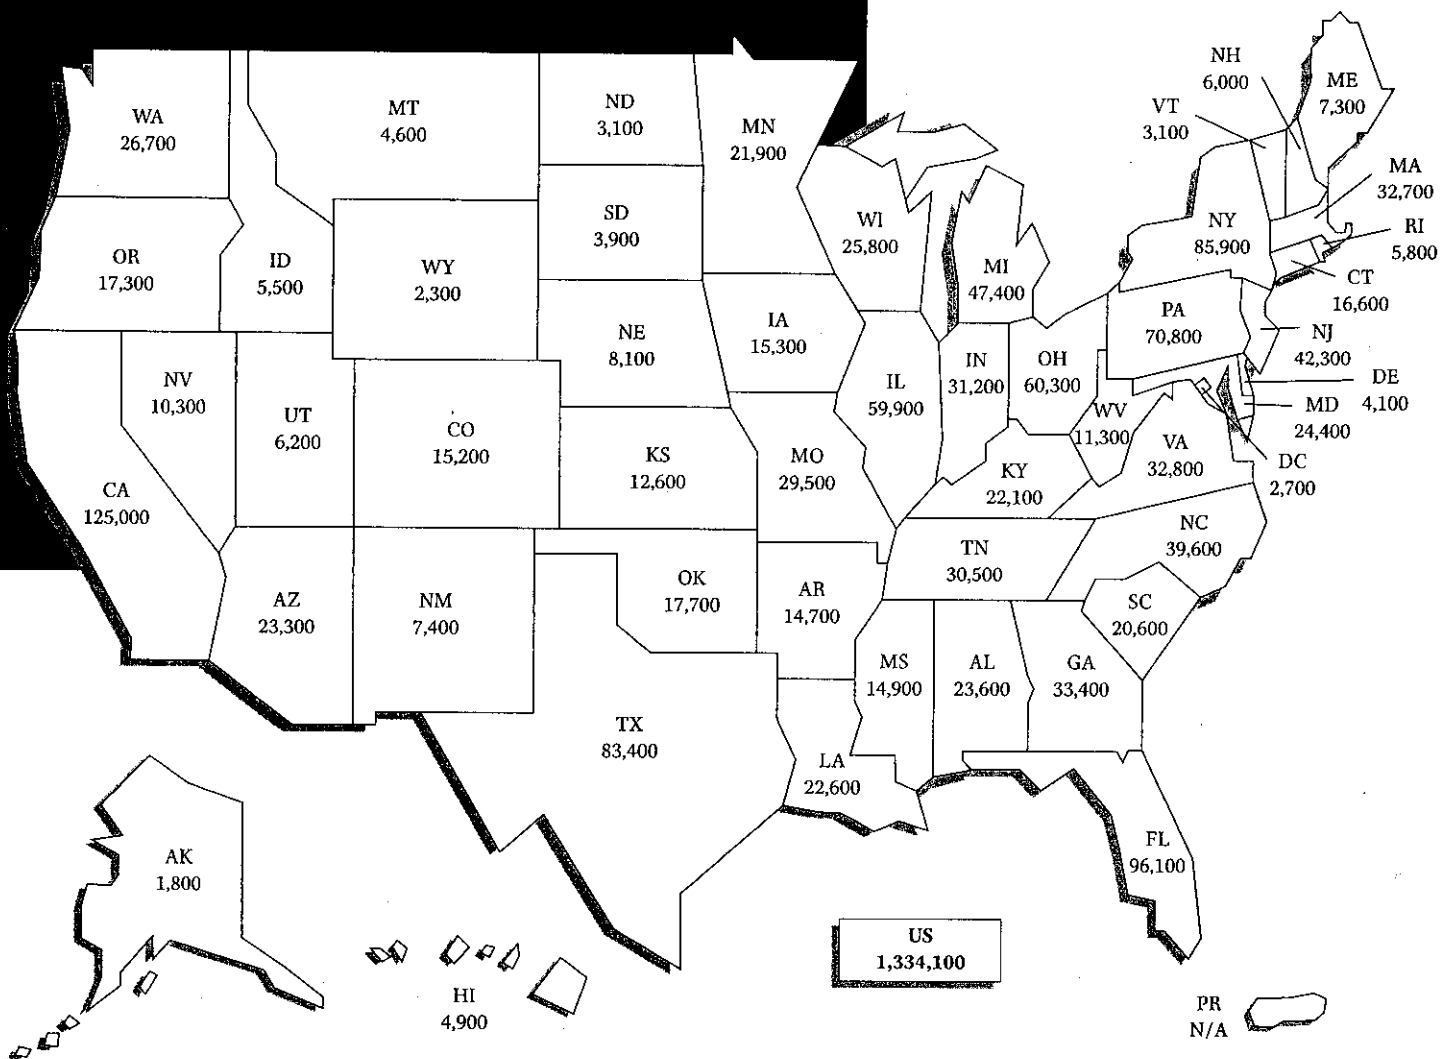 NH
6,000
ME
7,300
VT
3,100
WA
26,700
MT
4,600
ND
3,100
MN
21,900
MA
32,700
SD
3,900
WI
25,800
NY
85,900
RI
5,800
OR
17,300
ID
5,500
WY
2,300
MI
47,400
CT
16,600
NE
8,100
IA
15,300
PA
70,800
NJ
42,300
NV
10,300
UT
6,200
CO
15,200
IL
59,900
IN
31,200
OH
60,300
DE
4,100
WV
11,300
MD
24,400
CA
125,000
KS
12,600
MO
29,500
KY
22,100
VA
32,800
DC
2,700
TN
30,500
NC
39,600
AZ
23,300
NM
7,400
OK
17,700
AR
14,700
SC
20,600
MS
14,900
AL
23,600
GA
33,400
TX
83,400
LA
22,600
AK
1,800
FL
96,100
HI
4,900
US
1,334,100
PR
N/A